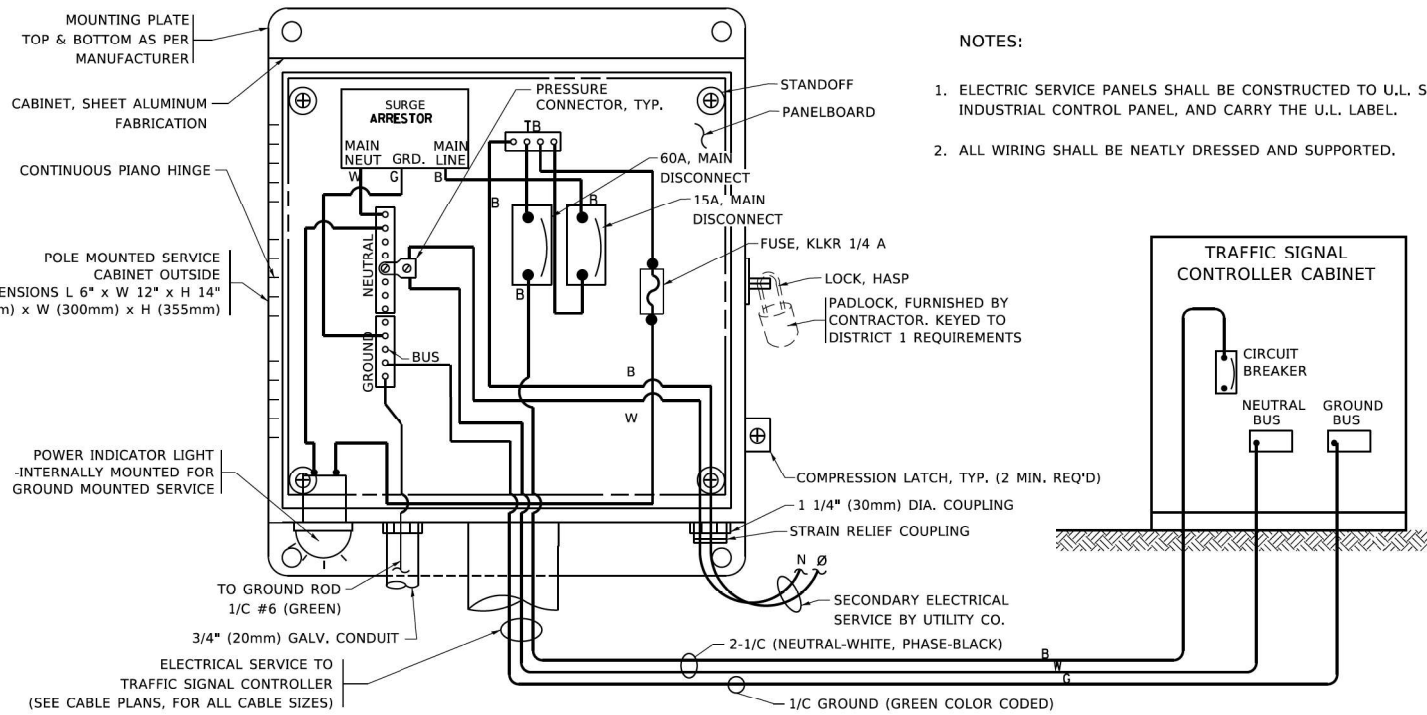 MOUNTING PLATE
TOP & BOTTOM AS PER
MANUFACTURER
CABINET, SHEET ALUMINUM
FABRICATION
CONTINUOUS PIANO HINGE
POLE MOUNTED SERVICE
CABINET OUTSIDE
ENSIONS L 6" x W 12" x H 14"
m) x W (300mm) x H (355mm)
POWER INDICATOR LIGHT
-INTERNALLY MOUNTED FOR
GROUND MOUNTED SERVICE
TO GROUND ROD
1/C #6 (GREEN)
3/4" (20mm) GALV. CONDUIT
ELECTRICAL SERVICE TO
TRAFFIC SIGNAL CONTROLLER
(SEE CABLE PLANS, FOR ALL CABLE SIZES)
SURGE
ARRESTOR
MAIN
NEUT
GRD.
MAIN
LINE
W
G
B
PRESSURE
CONNECTOR, TYP.
TB
NEUTRAL
GROUND
BUS
B
B
B
B
W
STANDOFF
PANELBOARD
60A, MAIN
DISCONNECT
15A, MAIN
DISCONNECT
FUSE, KLKR 1/4 A
LOCK, HASP
PADLOCK, FURNISHED BY
CONTRACTOR. KEYED TO
DISTRICT 1 REQUIREMENTS
COMPRESSION LATCH, TYP. (2 MIN. REQ'D)
1 1/4" (30mm) DIA. COUPLING
STRAIN RELIEF COUPLING
N Ø
SECONDARY ELECTRICAL
SERVICE BY UTILITY CO.
2-1/C (NEUTRAL-WHITE, PHASE-BLACK)
B
W
G
1/C GROUND (GREEN COLOR CODED)
NOTES:
1. ELECTRIC SERVICE PANELS SHALL BE CONSTRUCTED TO U.L. S
INDUSTRIAL CONTROL PANEL, AND CARRY THE U.L. LABEL.
2. ALL WIRING SHALL BE NEATLY DRESSED AND SUPPORTED.
TRAFFIC SIGNAL
CONTROLLER CABINET
CIRCUIT
BREAKER
NEUTRAL
BUS
GROUND
BUS